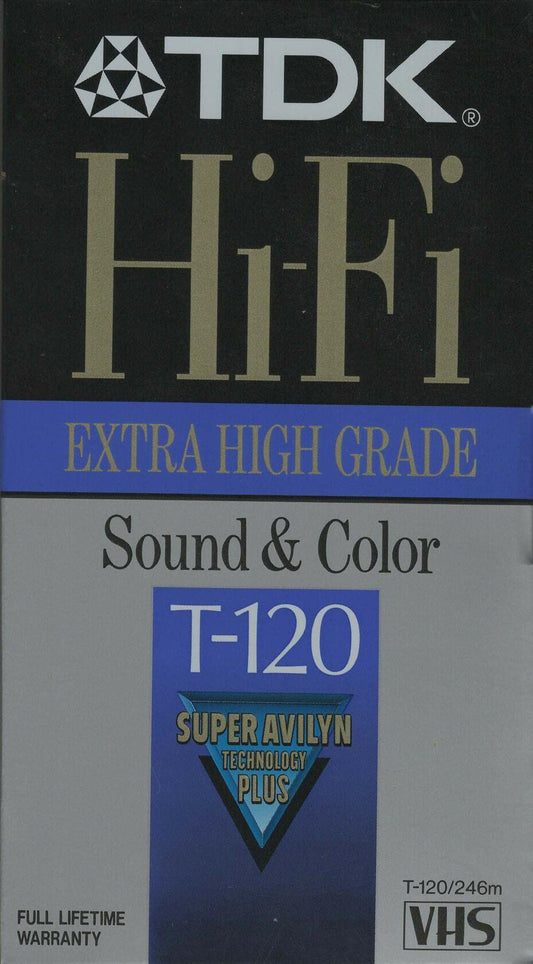 TDK®
Hi-Fi
EXTRA HIGH GRADE
Sound & Color
T-120
SUPER AVILYN
TECHNOLOGY
PLUS
T-120/246m
FULL LIFETIME
WARRANTY
VHS